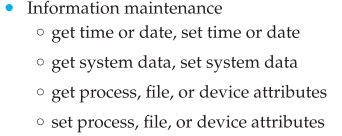 • Information maintenance
◦ get time or date, set time or date
◦ get system data, set system data
◦ get process, file, or device attributes
◦ set process, file, or device attributes